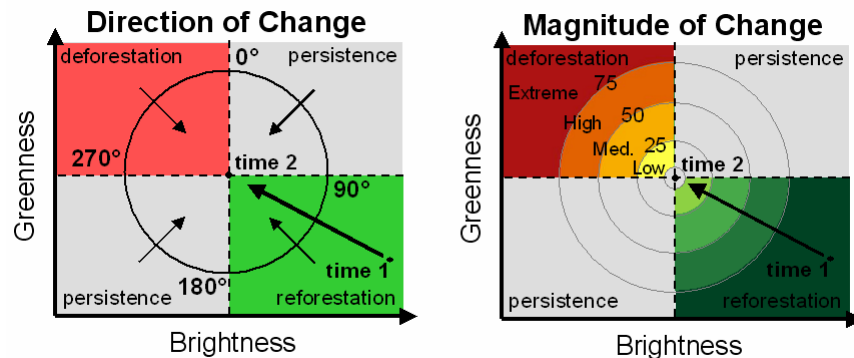 Direction of Change
deforestation
0°
persistence
270°
time 2
90°
time 1
180°
persistence
reforestation
Greenness
Brightness
Magnitude of Change
deforestation
persistence
Extreme
75
High
50
Med.
25
Low
time 2
time 1
persistence
reforestation
Greenness
Brightness